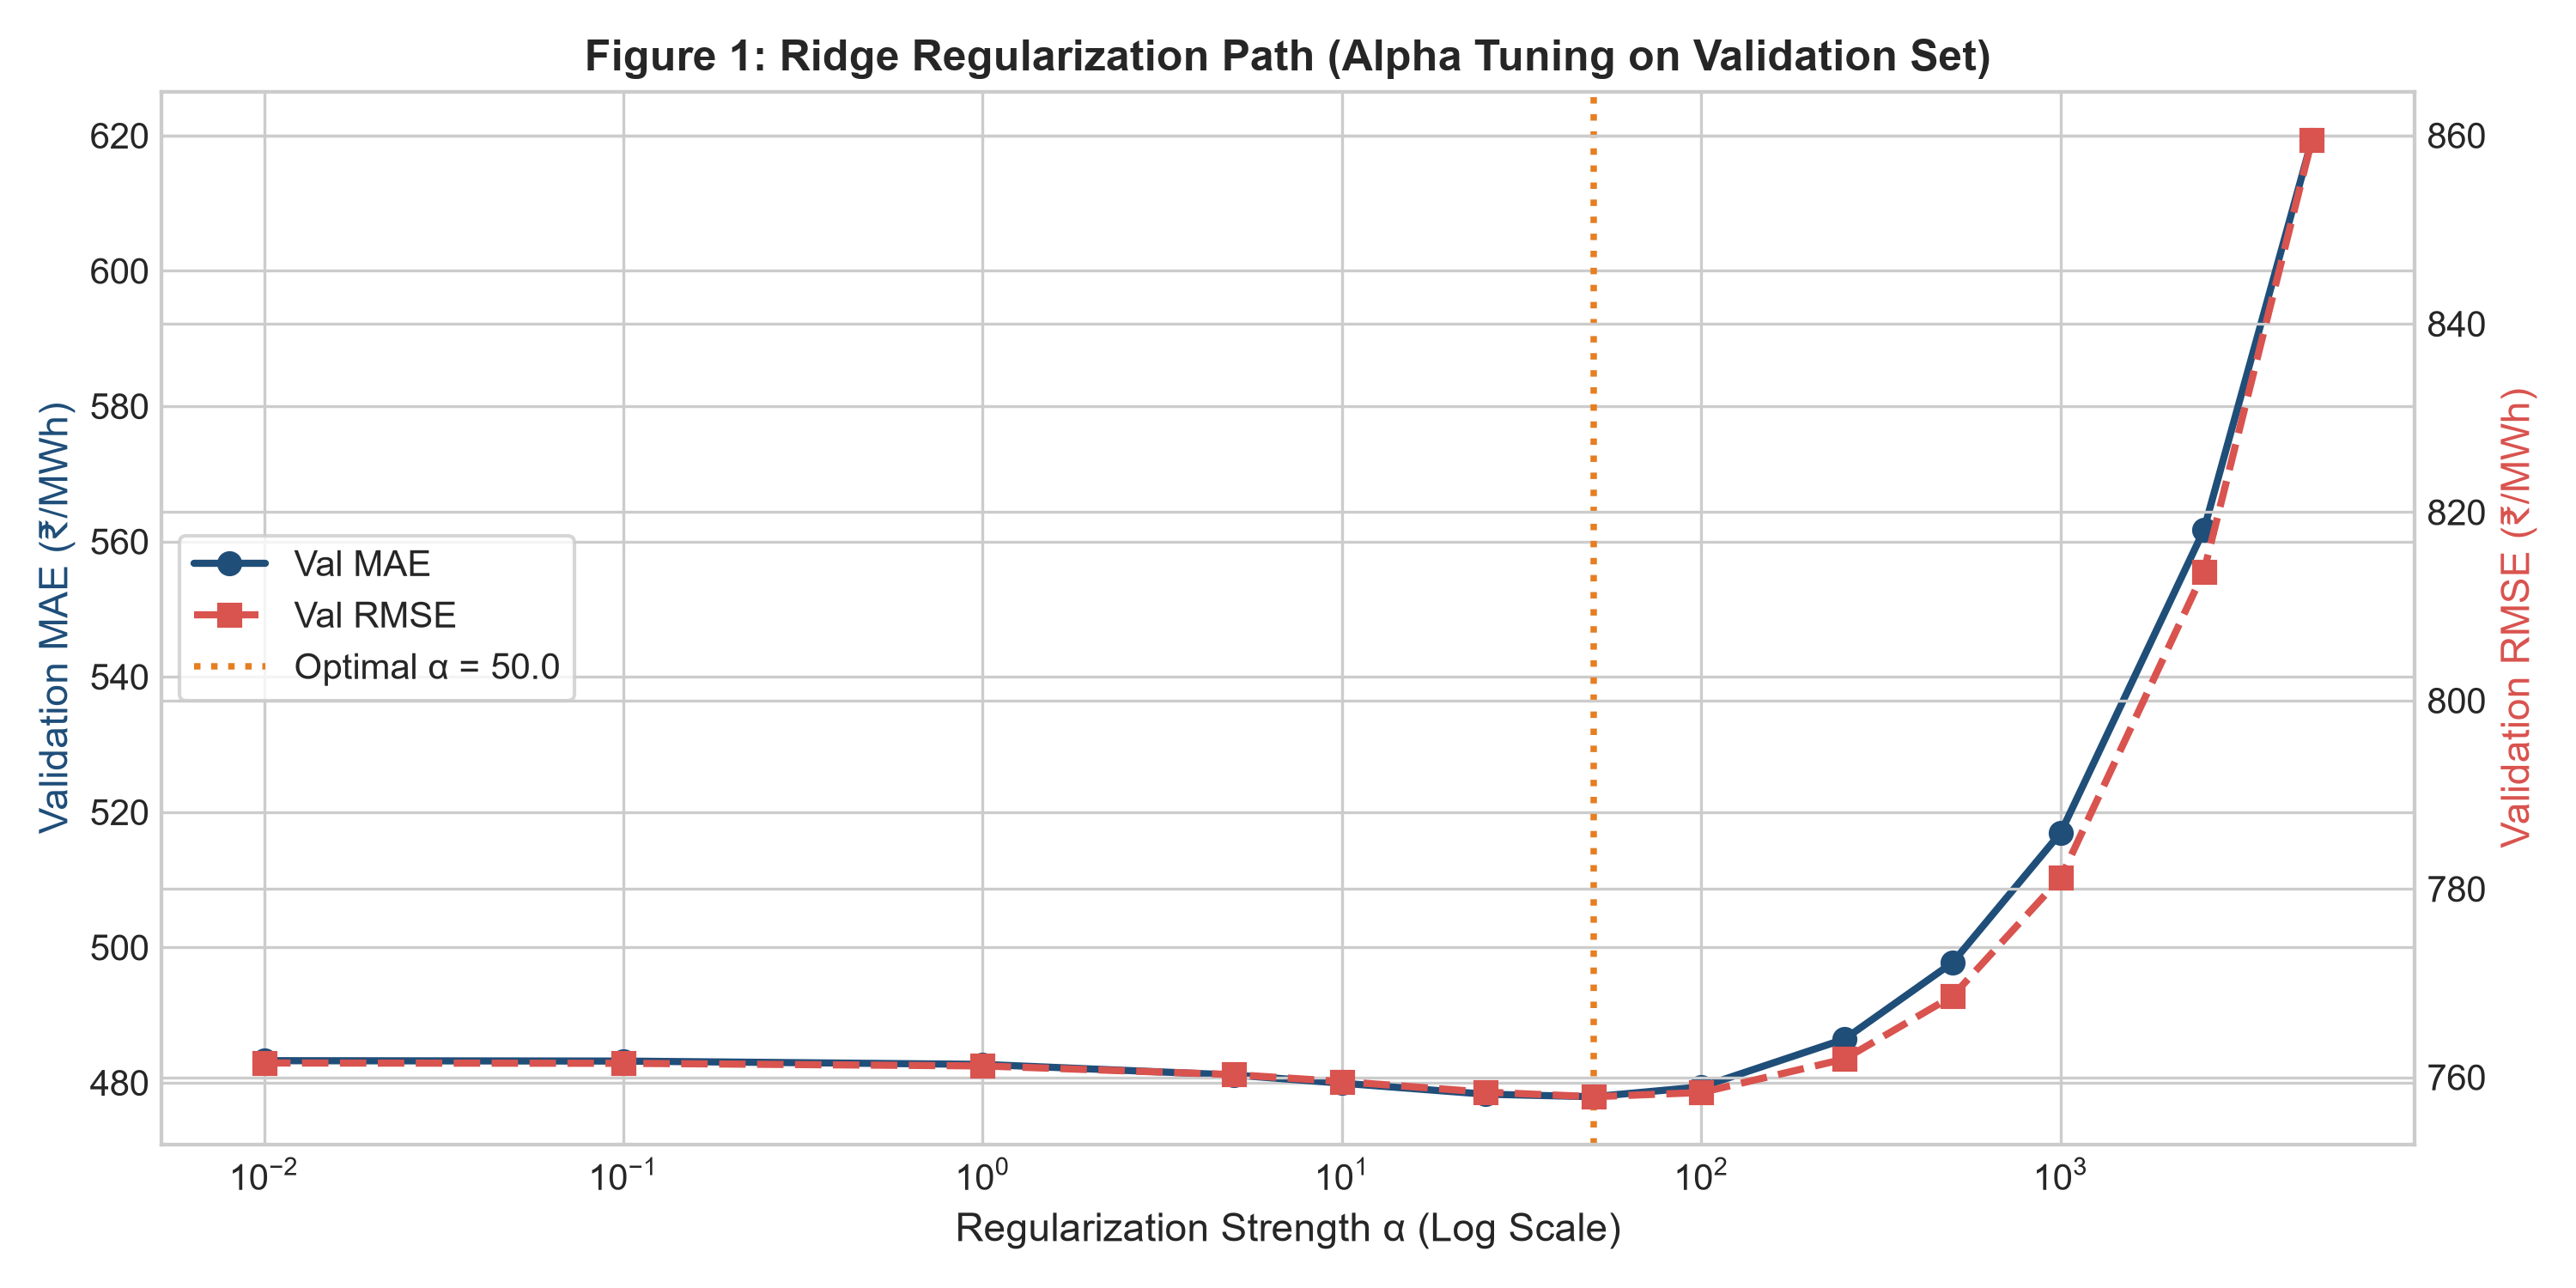 Figure 1: Ridge Regularization Path (Alpha Tuning on Validation Set)
Validation MAE (₹/MWh)
620
600
580
560
540
520
500
480
Val MAE
Val RMSE
Optimal α = 50.0
860
840
820
800
780
760
Validation RMSE (₹/MWh)
10⁻² 10⁻¹ 10⁰ 10¹ 10² 10³
Regularization Strength α (Log Scale)